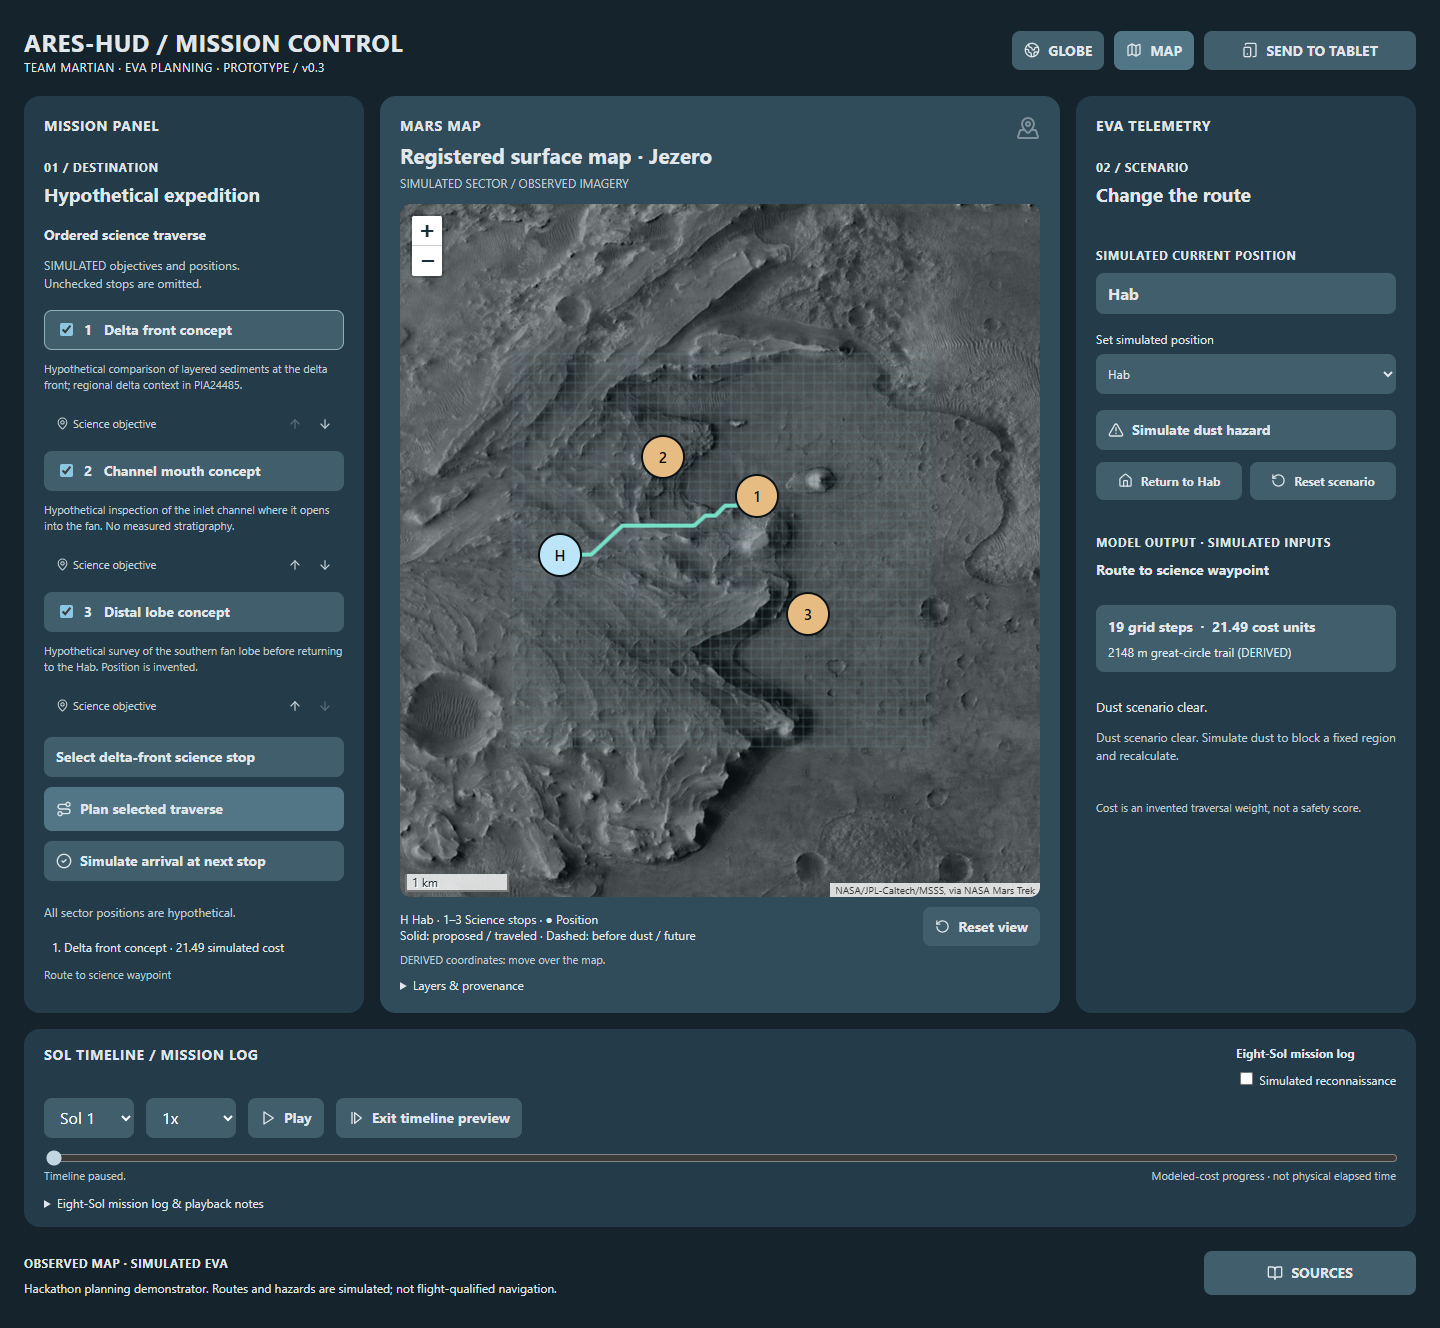 ARES-HUD / MISSION CONTROL
TEAM MARTIAN · EVA PLANNING · PROTOTYPE / v0.3
GLOBE
MAP
SEND TO TABLET
MISSION PANEL
01 / DESTINATION
Hypothetical expedition
Ordered science traverse
SIMULATED objectives and positions.
Unchecked stops are omitted.
1 Delta front concept
Hypothetical comparison of layered sediments at the delta
front; regional delta context in PIA24485.
Science objective
2 Channel mouth concept
Hypothetical inspection of the inlet channel where it opens
into the fan. No measured stratigraphy.
Science objective
3 Distal lobe concept
Hypothetical survey of the southern fan lobe before returning
to the Hab. Position is invented.
Science objective
Select delta-front science stop
Plan selected traverse
Simulate arrival at next stop
All sector positions are hypothetical.
1. Delta front concept · 21.49 simulated cost
Route to science waypoint
MARS MAP
Registered surface map · Jezero
SIMULATED SECTOR / OBSERVED IMAGERY
+
−
2
1
H
3
1 km
NASA/JPL-Caltech/MSSS, via NASA Mars Trek
H Hab · 1–3 Science stops · ● Position
Solid: proposed / traveled · Dashed: before dust / future
Reset view
DERIVED coordinates: move over the map.
Layers & provenance
EVA TELEMETRY
02 / SCENARIO
Change the route
SIMULATED CURRENT POSITION
Hab
Set simulated position
Hab
Simulate dust hazard
Return to Hab
Reset scenario
MODEL OUTPUT · SIMULATED INPUTS
Route to science waypoint
19 grid steps · 21.49 cost units
2148 m great-circle trail (DERIVED)
Dust scenario clear.
Dust scenario clear. Simulate dust to block a fixed region
and recalculate.
Cost is an invented traversal weight, not a safety score.
SOL TIMELINE / MISSION LOG
Eight-Sol mission log
Simulated reconnaissance
Sol 1
1x
Play
Exit timeline preview
Timeline paused.
Modeled-cost progress · not physical elapsed time
Eight-Sol mission log & playback notes
OBSERVED MAP · SIMULATED EVA
Hackathon planning demonstrator. Routes and hazards are simulated; not flight-qualified navigation.
SOURCES